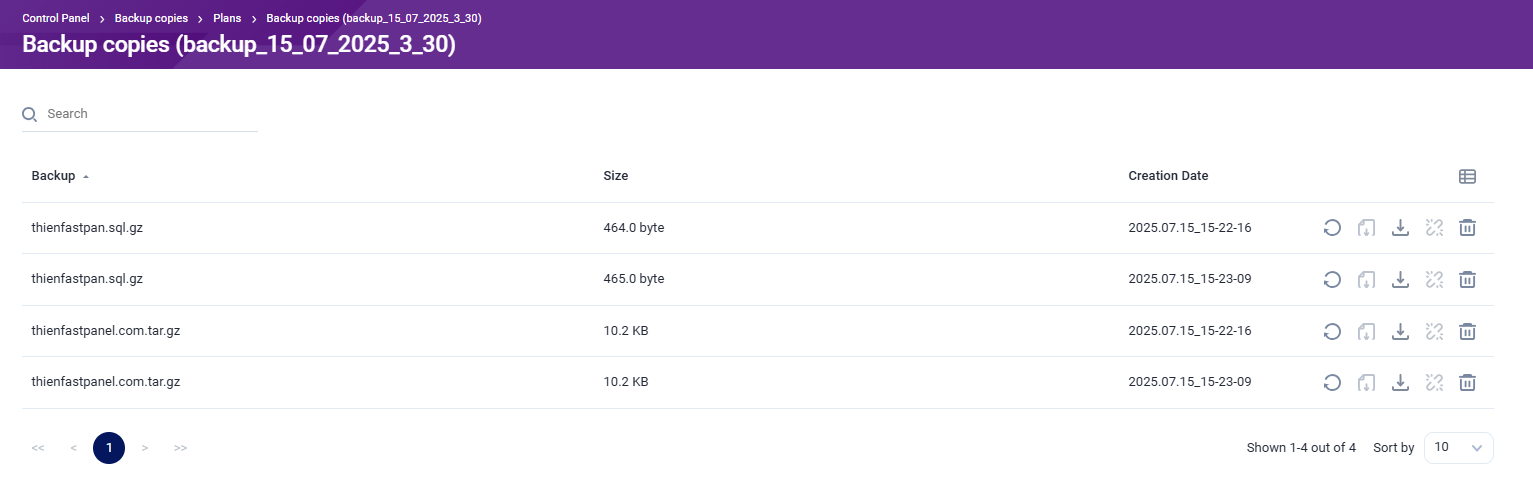 Control Panel > Backup copies > Plans > Backup copies (backup_15_07_2025_3_30)
Backup copies (backup_15_07_2025_3_30)
Search
Backup Size Creation Date
thienfastpan.sql.gz 464.0 byte 2025.07.15_15-22-16
thienfastpan.sql.gz 465.0 byte 2025.07.15_15-23-09
thienfastpanel.com.tar.gz 10.2 KB 2025.07.15_15-22-16
thienfastpanel.com.tar.gz 10.2 KB 2025.07.15_15-23-09
<< < 1 > >> Shown 1-4 out of 4 Sort by 10